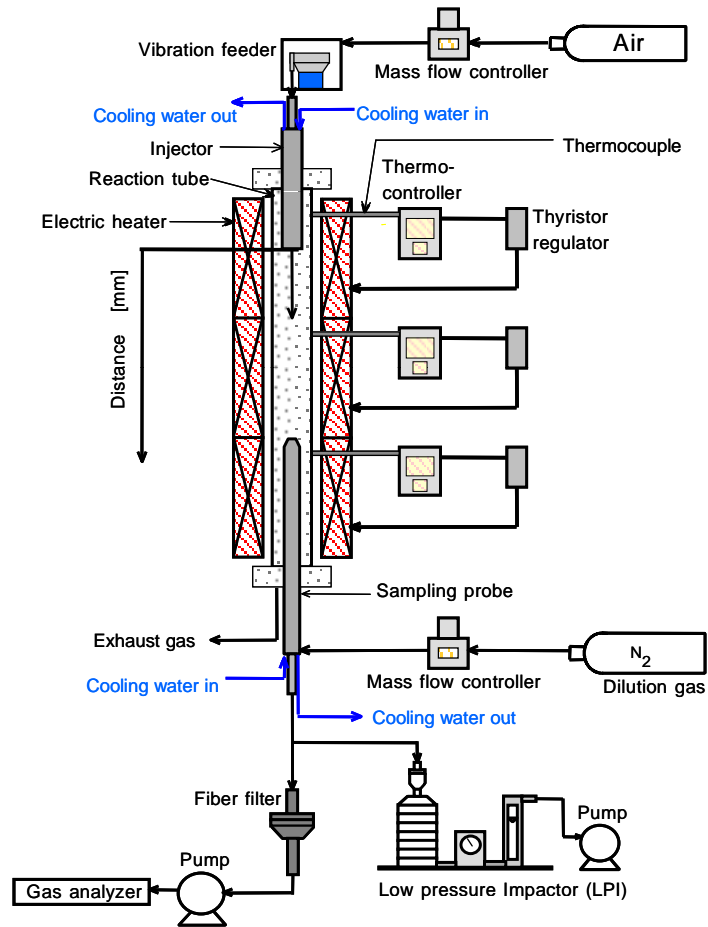 Vibration feeder
Air
Mass flow controller
Cooling water out
Cooling water in
Injector
Thermocouple
Reaction tube
Thermo-
controller
Electric heater
Thyristor
regulator
Distance [mm]
Sampling probe
Exhaust gas
N2
Mass flow controller
Dilution gas
Cooling water in
Cooling water out
Fiber filter
Pump
Pump
Gas analyzer
Low pressure Impactor (LPI)